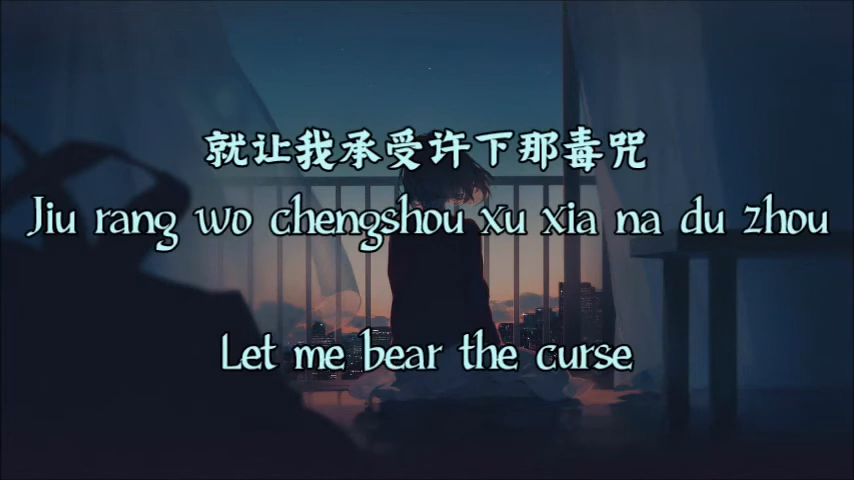 就让我承受许下那毒咒
Jiu rang wo chengshou xu xia na du zhou
Let me bear the curse